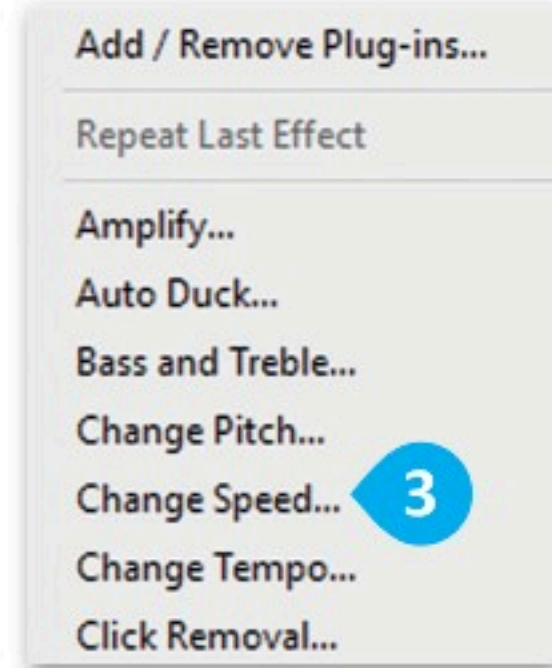 Add / Remove Plug-ins...
Repeat Last Effect
Amplify...
Auto Duck...
Bass and Treble...
Change Pitch...
Change Speed... 3
Change Tempo...
Click Removal...